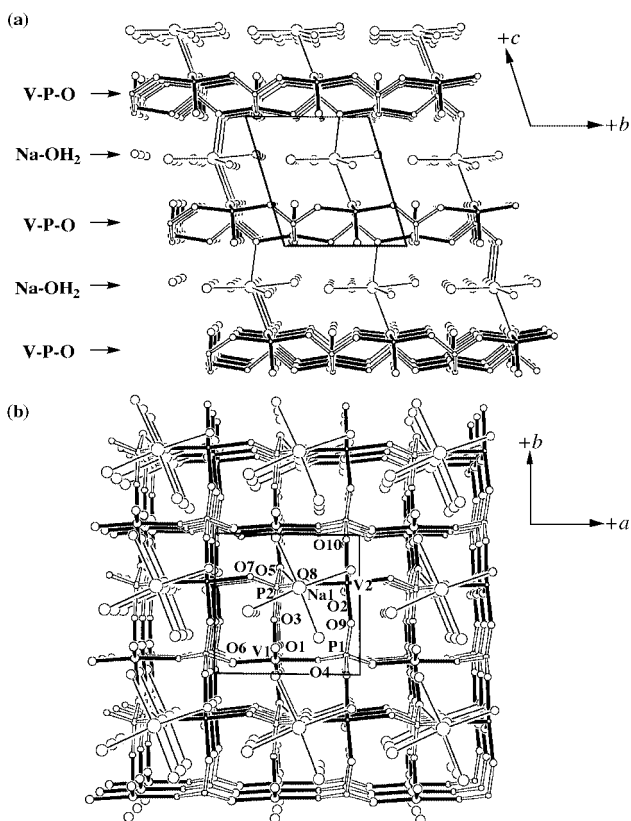 (a)
+c
V-P-O
+b
Na-OH₂
V-P-O
Na-OH₂
V-P-O
(b)
+b
+a
O10
O7 O5 O8 V2
P2 Na1 O2
O3 O9
O6 V1 O1 P1
O4